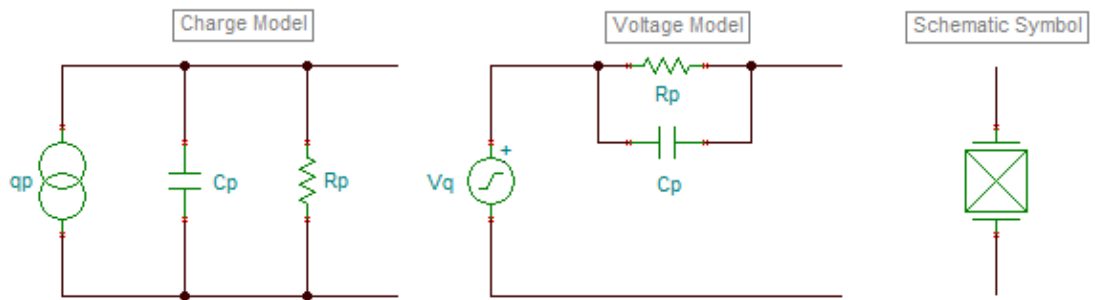 Charge Model
Voltage Model
Schematic Symbol
qp
Cp
Rp
Vq
+
Rp
Cp